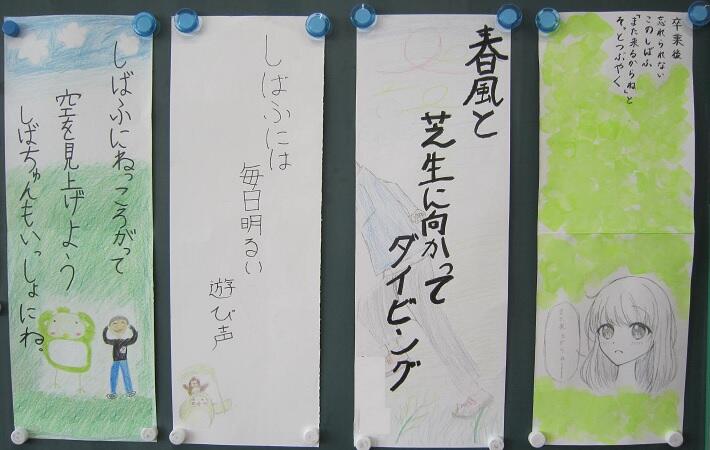 卒業後
忘れられない
このしばふ
「また来るからね」と
そっとつぶやく
春風と
芝生に向かって
ダイビング
しばふには
毎日明るい
遊び声
しばふにねっころがって
空を見上げよう
しばちゃんもいっしょにね。